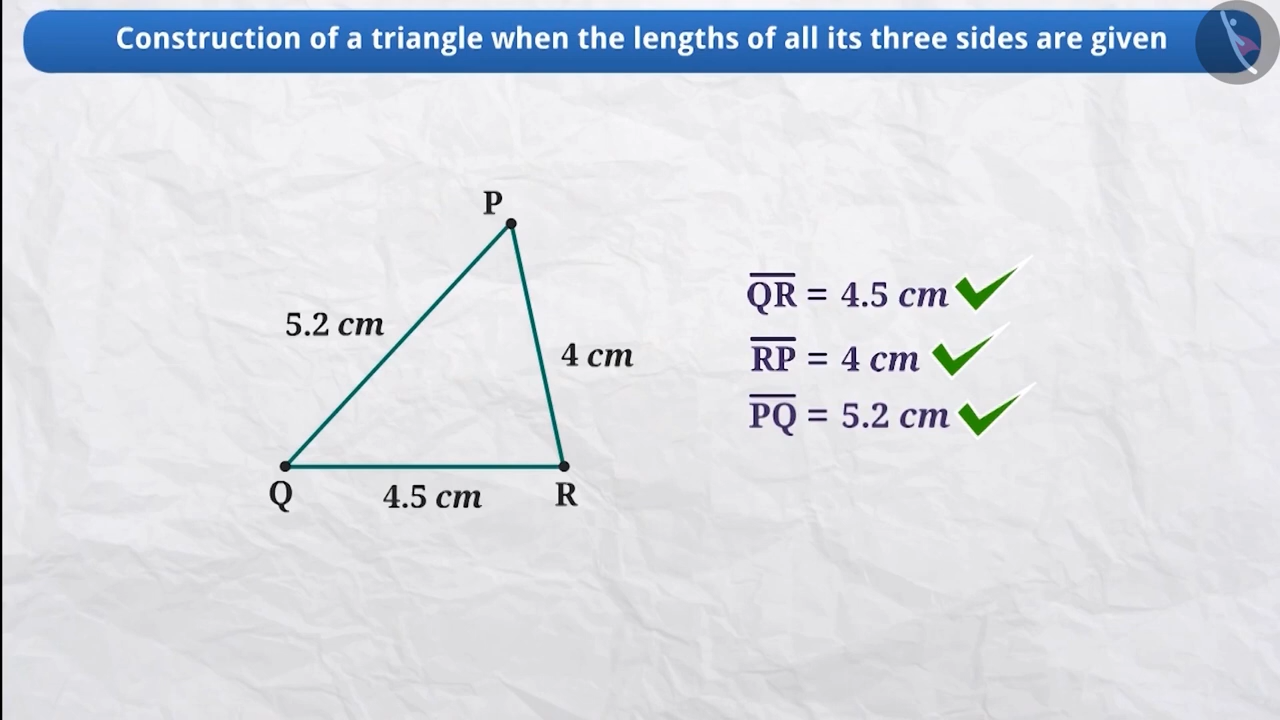 Construction of a triangle when the lengths of all its three sides are given
P
5.2 cm
4 cm
Q
4.5 cm
R
QR = 4.5 cm
RP = 4 cm
PQ = 5.2 cm